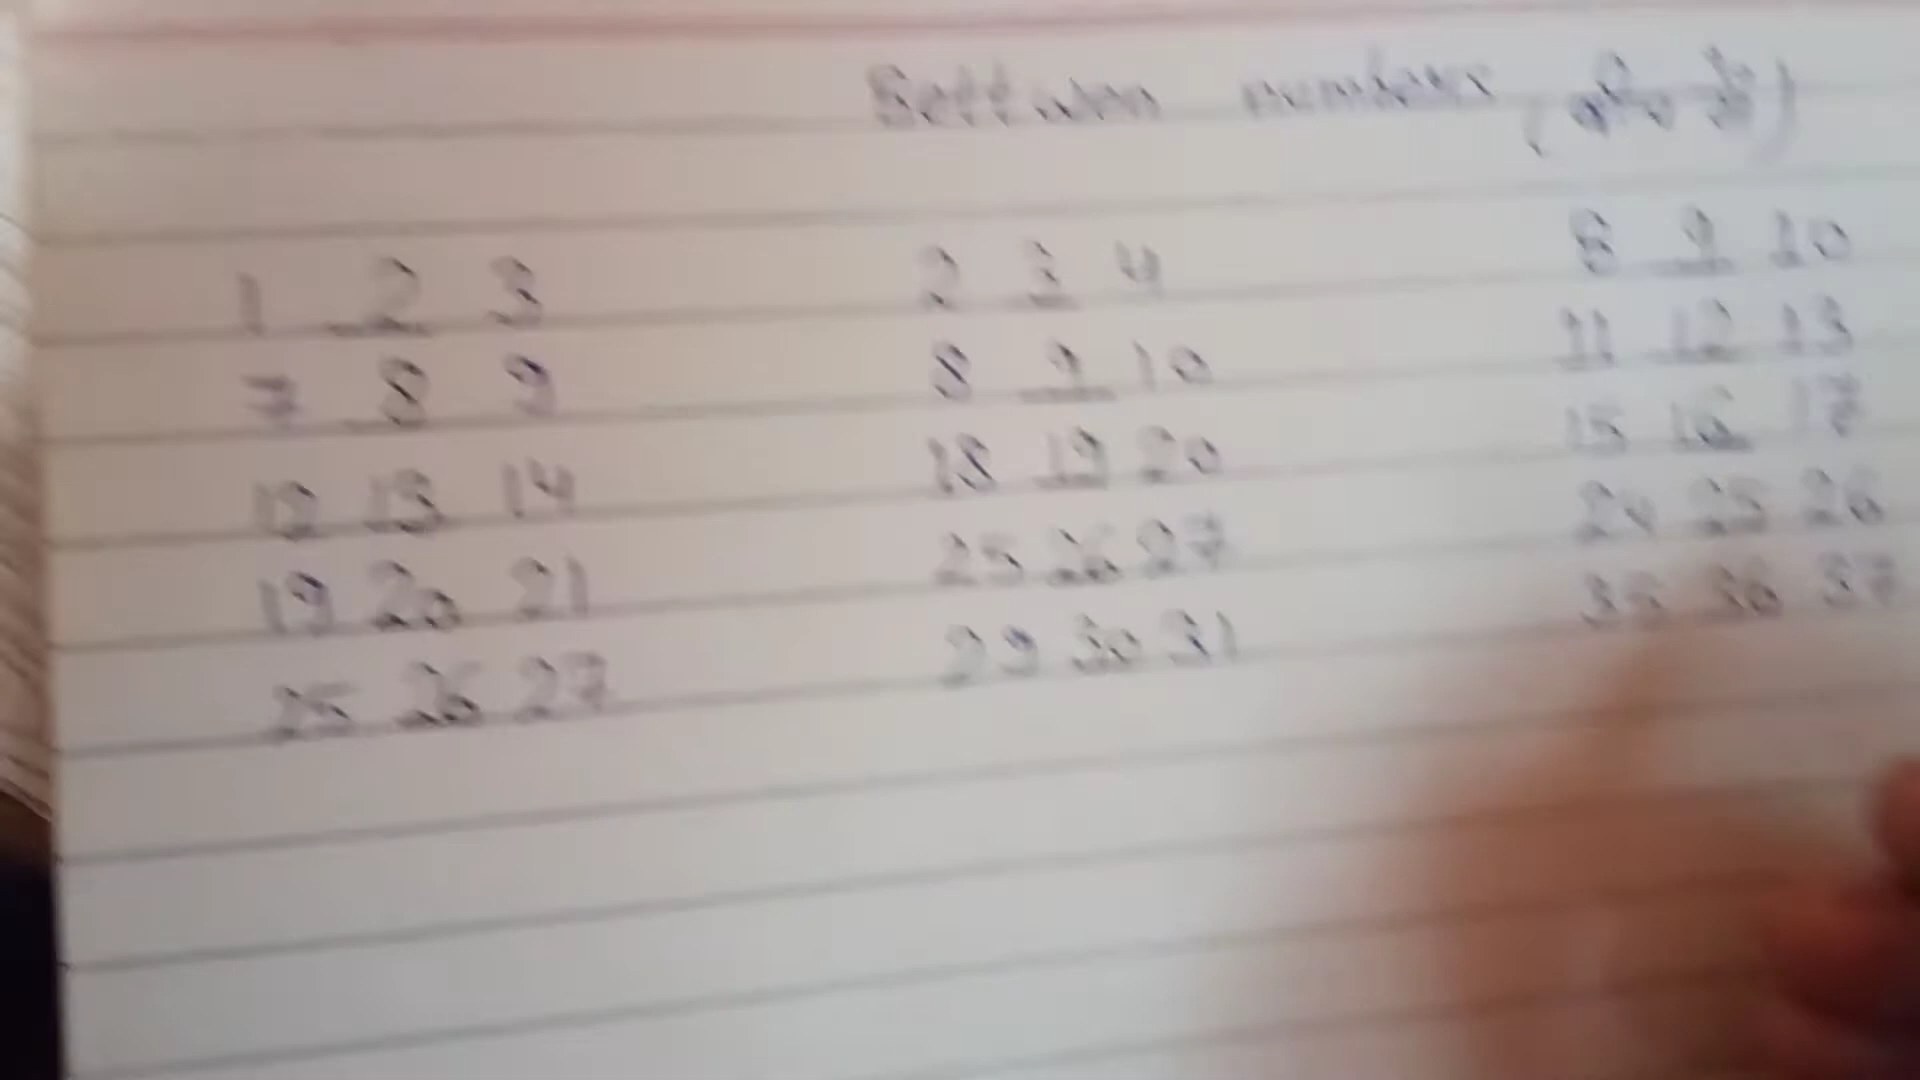 Bettween numbers
1 2 3 2 3 4 8 9 10
7 8 9 8 9 10 11 12 13
12 13 14 18 19 20 15 16 17
19 20 21 25 26 27 24 25 26
25 26 27 29 30 31 35 36 37